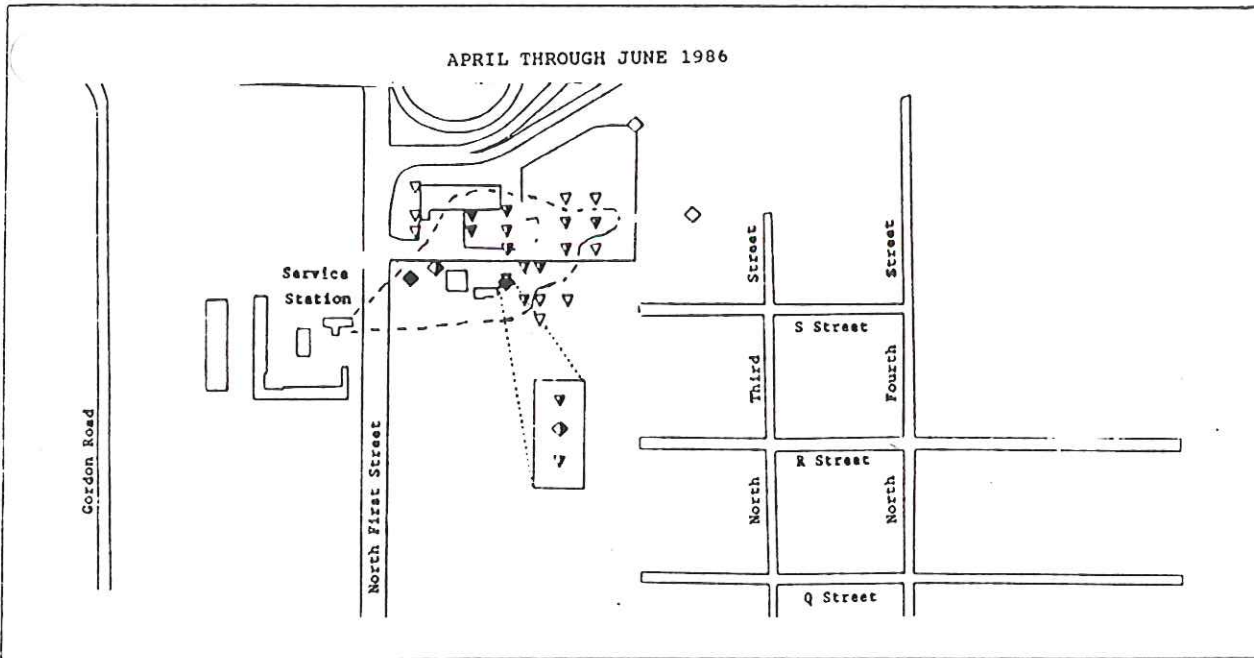 APRIL THROUGH JUNE 1986
Service
Station
Gordon Road
North First Street
North Third Street
North Fourth Street
S Street
R Street
Q Street